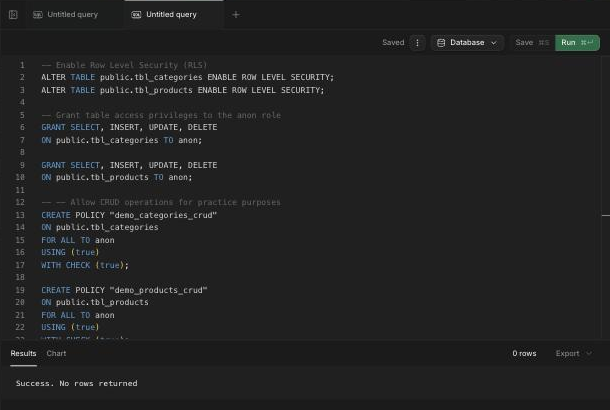 Untitled query
Untitled query
Saved
Database
Save ⌘S
Run ⌘↵
1 -- Enable Row Level Security (RLS)
2 ALTER TABLE public.tbl_categories ENABLE ROW LEVEL SECURITY;
3 ALTER TABLE public.tbl_products ENABLE ROW LEVEL SECURITY;
4
5 -- Grant table access privileges to the anon role
6 GRANT SELECT, INSERT, UPDATE, DELETE
7 ON public.tbl_categories TO anon;
8
9 GRANT SELECT, INSERT, UPDATE, DELETE
10 ON public.tbl_products TO anon;
11
12 -- -- Allow CRUD operations for practice purposes
13 CREATE POLICY "demo_categories_crud"
14 ON public.tbl_categories
15 FOR ALL TO anon
16 USING (true)
17 WITH CHECK (true);
18
19 CREATE POLICY "demo_products_crud"
20 ON public.tbl_products
21 FOR ALL TO anon
22 USING (true)
Results
Chart
0 rows
Export
Success. No rows returned